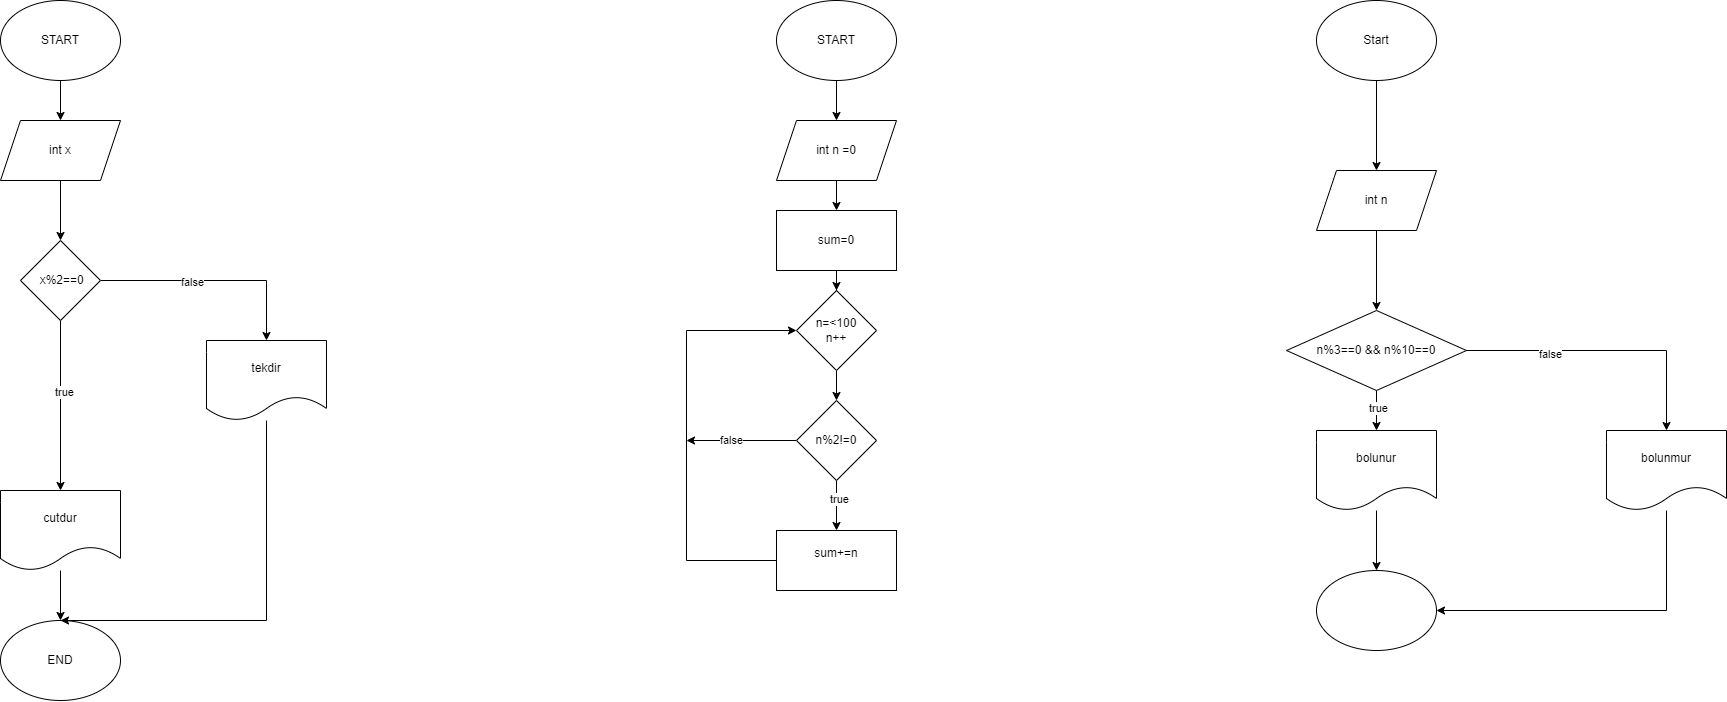 START
int x
x%2==0
false
tekdir
true
cutdur
END
START
int n =0
sum=0
n=<100
n++
n%2!=0
false
true
sum+=n
Start
int n
n%3==0 && n%10==0
false
true
bolunur
bolunmur